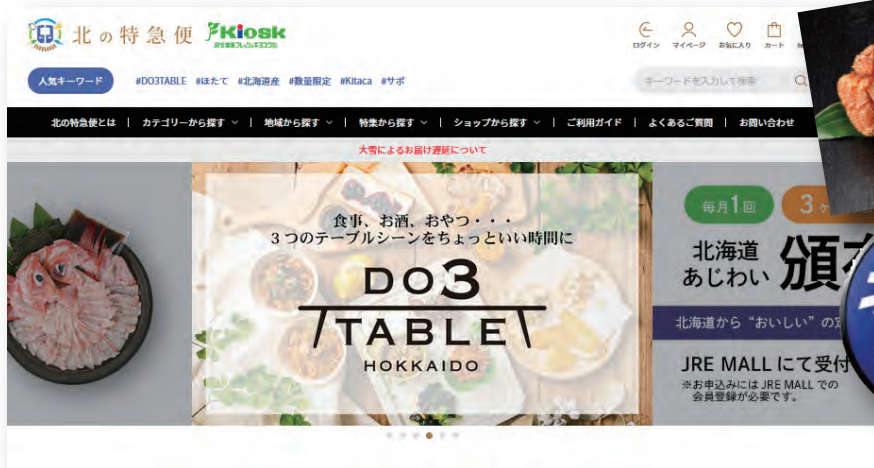 北の特急便 Kiosk
ログイン マイページ お気に入り カート
人気キーワード #DO3TABLE #ほたて #北海道産 #数量限定 #Kitaca #サボ
キーワードを入力して検索
北の特急便とは | カテゴリーから探す | 地域から探す | 特集から探す | ショップから探す | ご利用ガイド | よくあるご質問 | お問い合わせ
大雪によるお届け遅延について
食事、お酒、おやつ・・・
3つのテーブルシーンをちょっといい時間に
DO3
TABLE
HOKKAIDO
毎月1回 3
北海道
あじわい 頒
北海道から“おいしい”の
JRE MALLにて受付
※お申込みにはJRE MALLでの
会員登録が必要です。